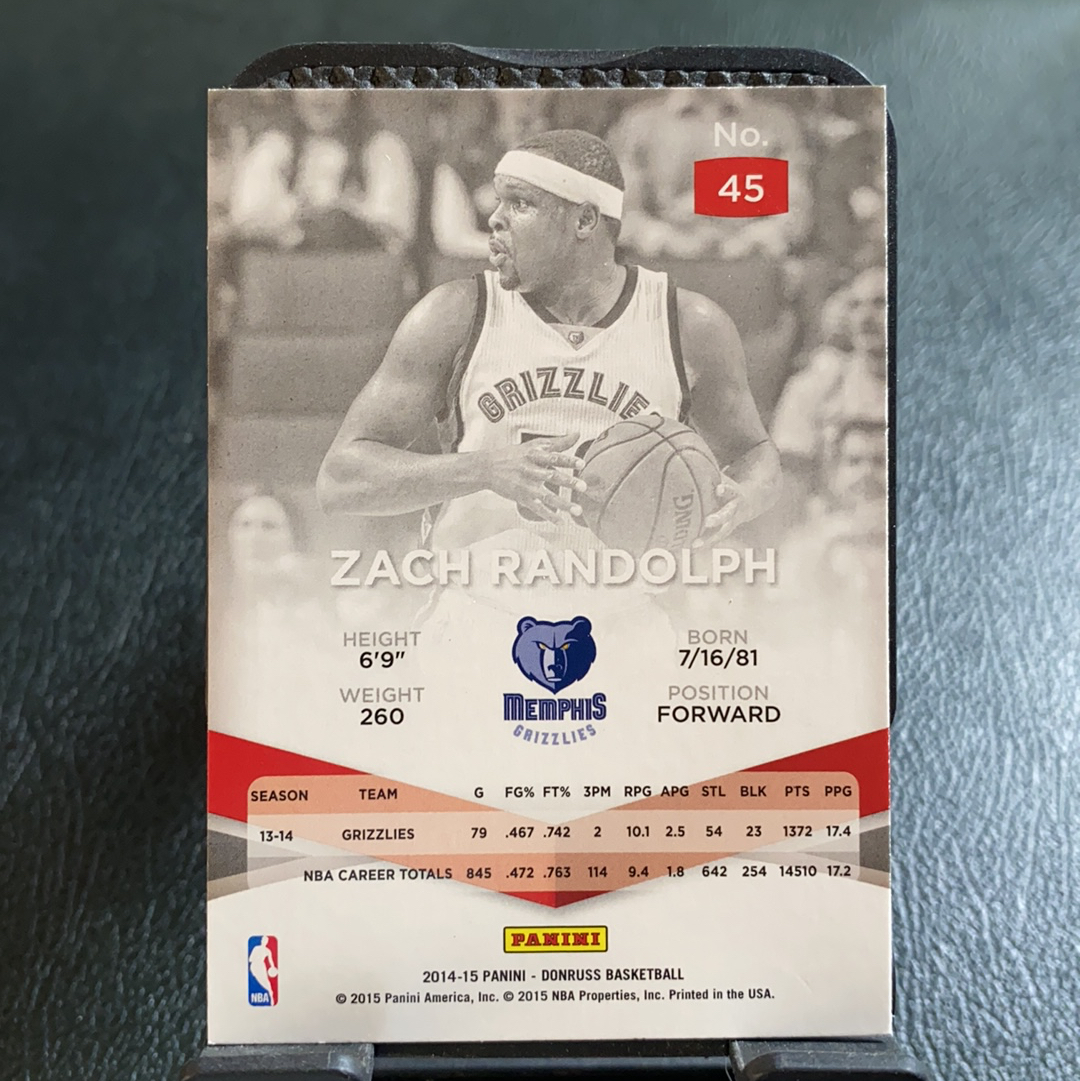 No.
45
GRIZZLIE
ZACH RANDOLPH
HEIGHT
6'9"
WEIGHT
260
MEMPHIS
GRIZZLIES
BORN
7/16/81
POSITION
FORWARD
SEASON TEAM G FG% FT% 3PM RPG APG STL BLK PTS PPG
13-14 GRIZZLIES 79 .467 .742 2 10.1 2.5 54 23 1372 17.4
NBA CAREER TOTALS 845 .472 .763 114 9.4 1.8 642 254 14510 17.2
PANINI
NBA
2014-15 PANINI - DONRUSS BASKETBALL
© 2015 Panini America, Inc. © 2015 NBA Properties, Inc. Printed in the USA.